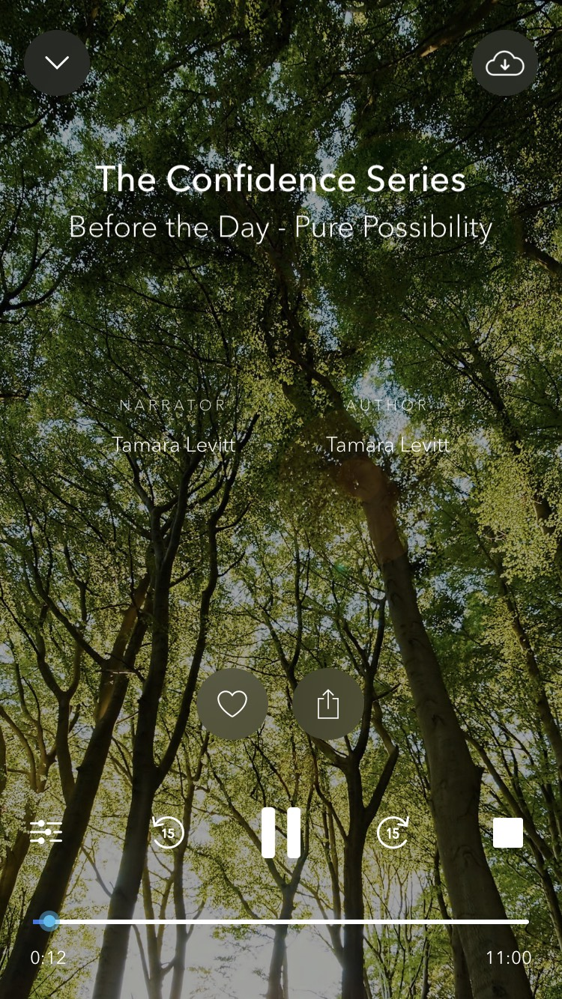 The Confidence Series
Before the Day - Pure Possibility
NARRATOR AUTHOR
Tamara Levitt Tamara Levitt
15 15
0:12 11:00